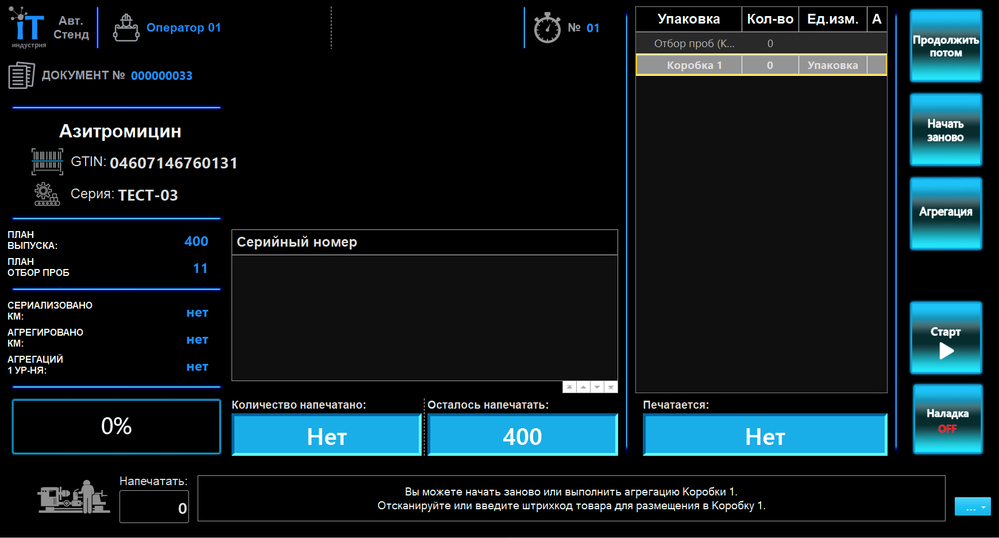 iT
индустрия
Авт.
Стенд
Оператор 01
№ 01
ДОКУМЕНТ № 000000033
Азитромицин
GTIN: 04607146760131
Серия: ТЕСТ-03
ПЛАН
ВЫПУСКА:
400
ПЛАН
ОТБОР ПРОБ
11
СЕРИАЛИЗОВАНО
КМ:
нет
АГРЕГИРОВАНО
КМ:
нет
АГРЕГАЦИЙ
1 УР-НЯ:
нет
0%
Серийный номер
Количество напечатано:
Нет
Осталось напечатать:
400
Упаковка Кол-во Ед.изм. А
Отбор проб (К... 0
Коробка 1 0 Упаковка
Печатается:
Нет
Продолжить
потом
Начать
заново
Агрегация
Старт
Наладка
OFF
Напечатать:
0
Вы можете начать заново или выполнить агрегацию Коробки 1.
Отсканируйте или введите штрихкод товара для размещения в Коробку 1.
...